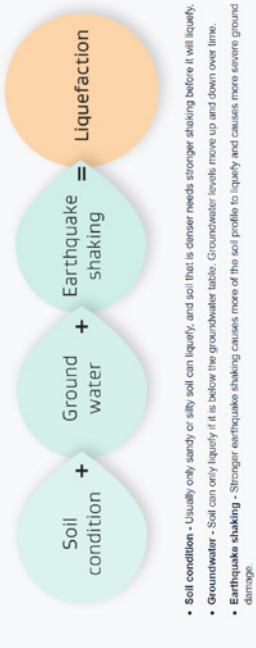 Soil
condition
+
Ground
water
+
Earthquake
shaking
=
Liquefaction
• Soil condition - Usually only sandy or silty soil can liquefy, and soil that is denser needs stronger shaking before it will liquefy.
• Groundwater - Soil can only liquefy if it is below the groundwater table. Groundwater levels move up and down over time.
• Earthquake shaking - Stronger earthquake shaking causes more of the soil profile to liquefy and causes more severe ground
damage.